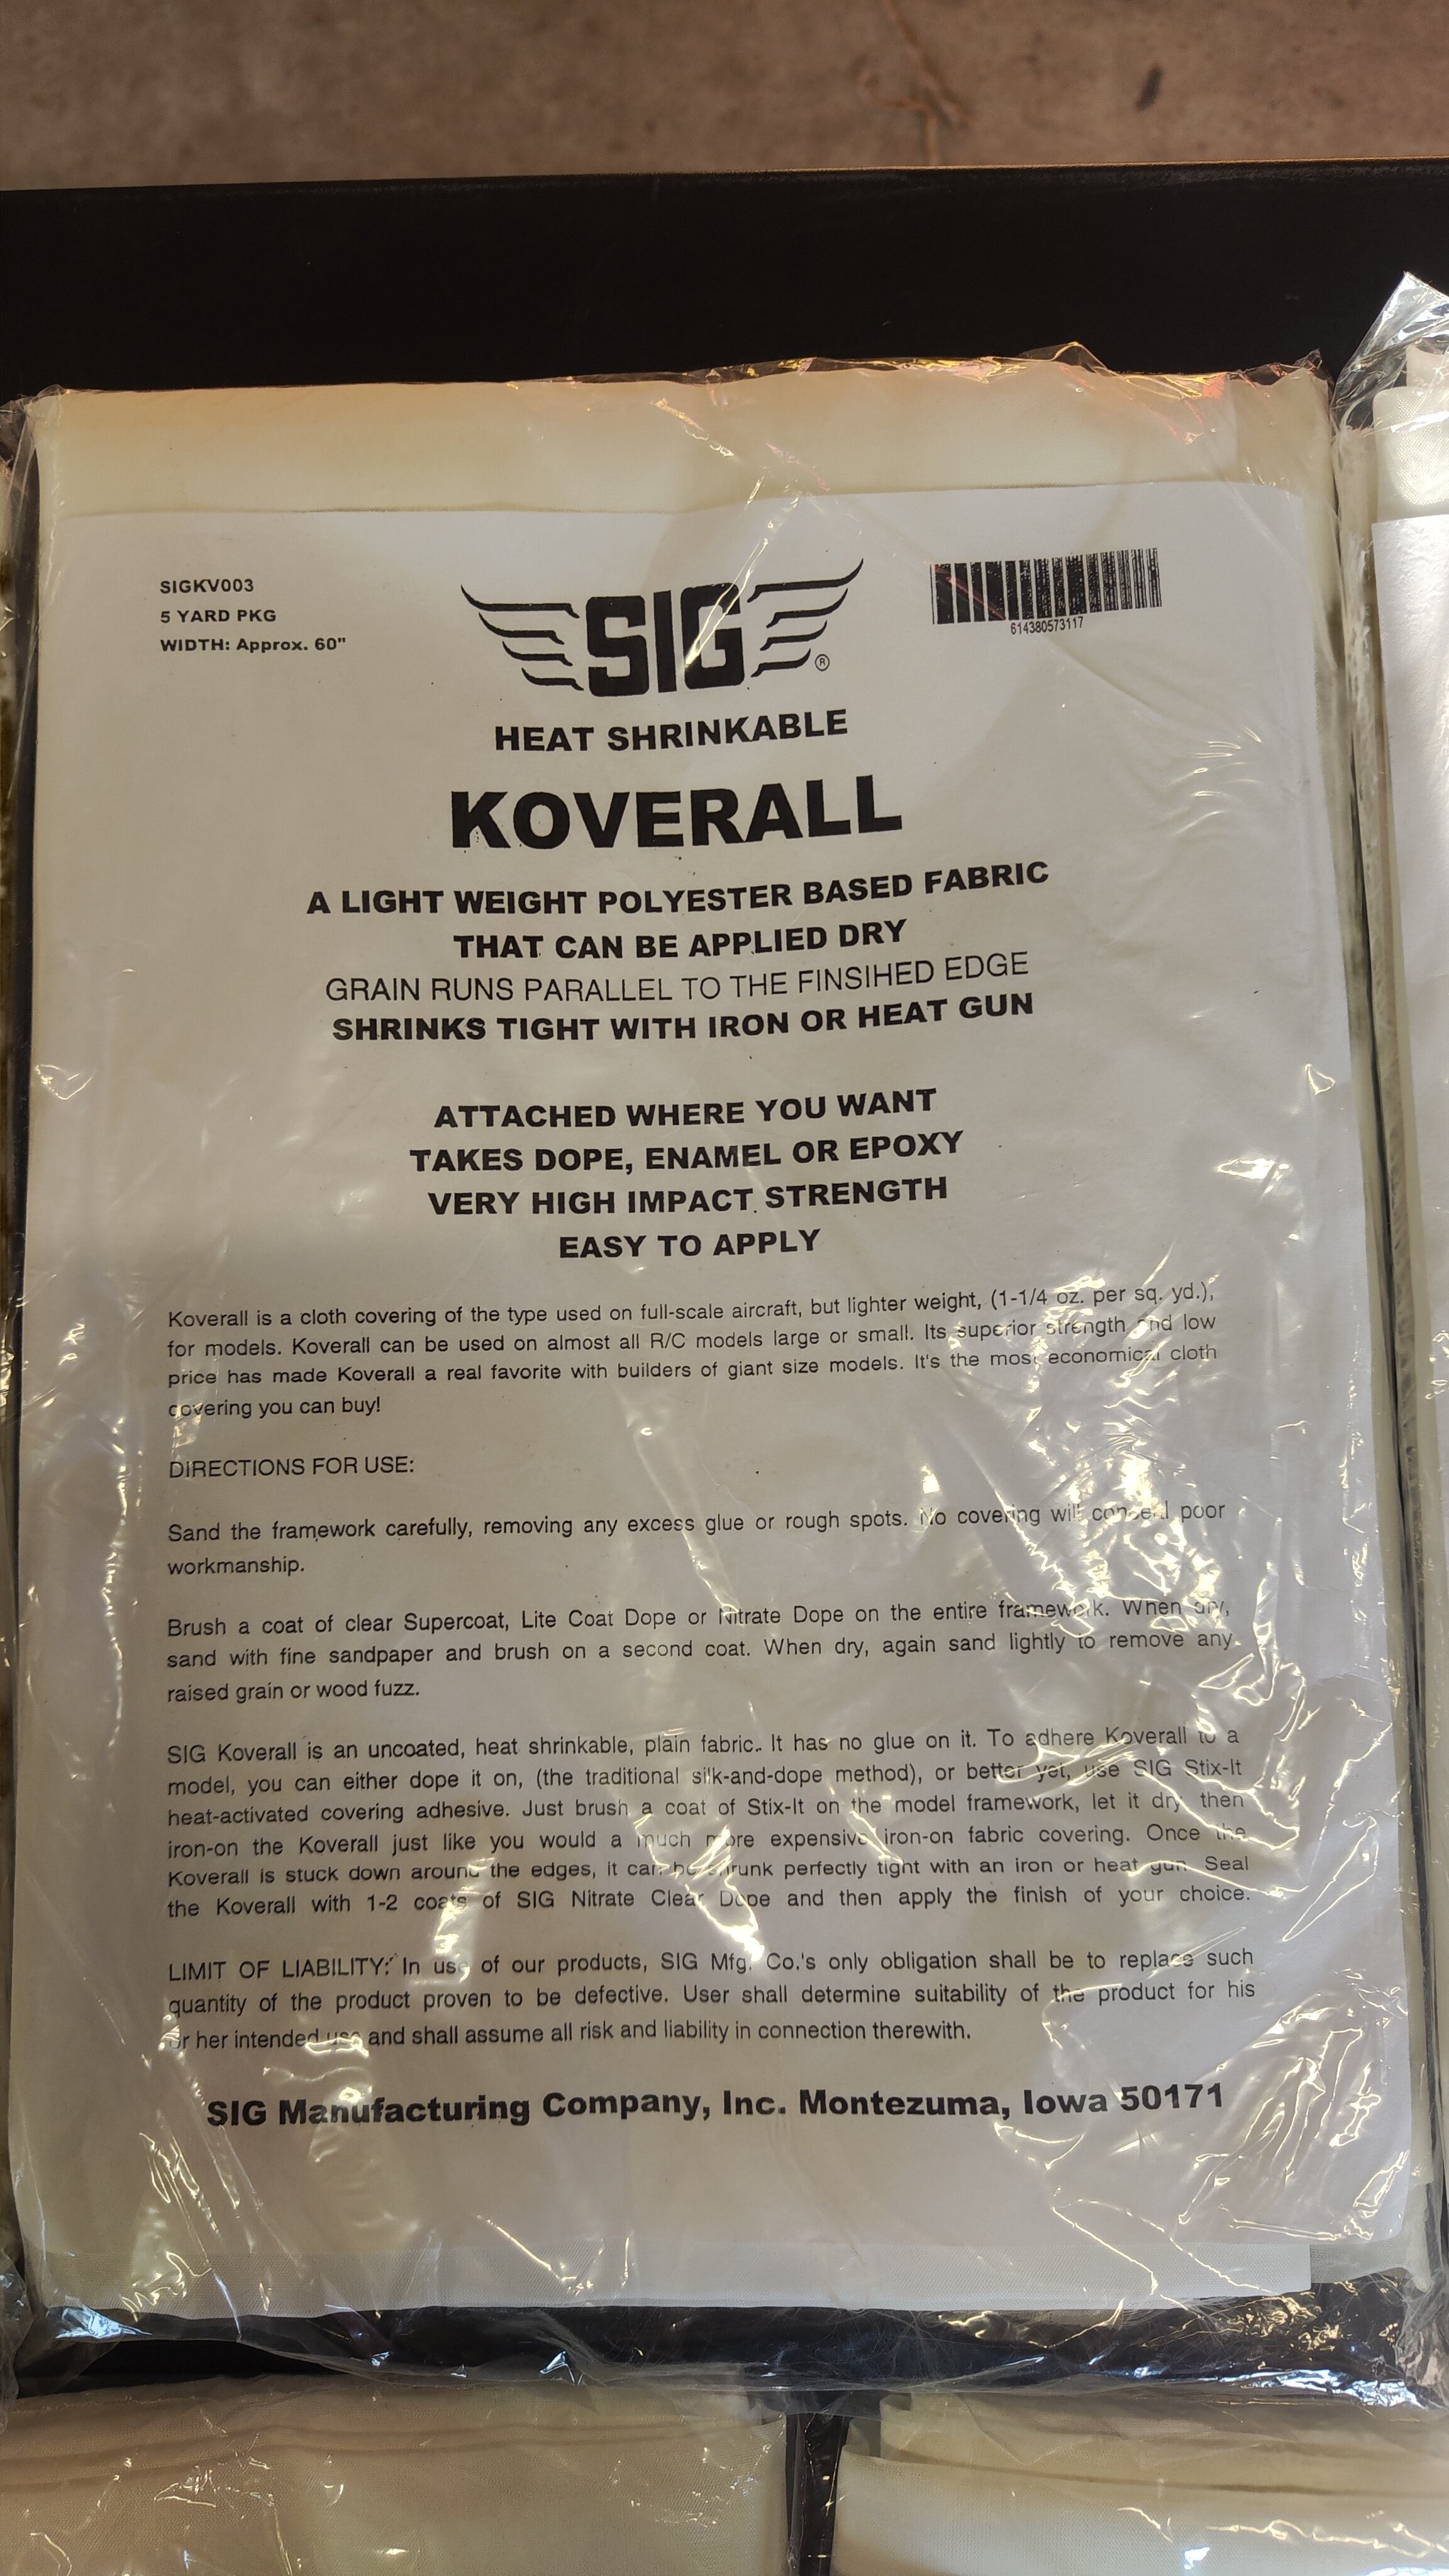 SIGKV003
5 YARD PKG
WIDTH: Approx. 60"
SIG®
614380573117
HEAT SHRINKABLE
KOVERALL
A LIGHT WEIGHT POLYESTER BASED FABRIC
THAT CAN BE APPLIED DRY
GRAIN RUNS PARALLEL TO THE FINSIHED EDGE
SHRINKS TIGHT WITH IRON OR HEAT GUN
ATTACHED WHERE YOU WANT
TAKES DOPE, ENAMEL OR EPOXY
VERY HIGH IMPACT STRENGTH
EASY TO APPLY
Koverall is a cloth covering of the type used on full-scale aircraft, but lighter weight, (1-1/4 oz. per sq. yd.),
for models. Koverall can be used on almost all R/C models large or small. Its superior strength and low
price has made Koverall a real favorite with builders of giant size models. It's the most economical cloth
covering you can buy!
DIRECTIONS FOR USE:
Sand the framework carefully, removing any excess glue or rough spots. No covering will conceal poor
workmanship.
Brush a coat of clear Supercoat, Lite Coat Dope or Nitrate Dope on the entire framework. When dry,
sand with fine sandpaper and brush on a second coat. When dry, again sand lightly to remove any
raised grain or wood fuzz.
SIG Koverall is an uncoated, heat shrinkable, plain fabric. It has no glue on it. To adhere Koverall to a
model, you can either dope it on, (the traditional silk-and-dope method), or better yet, use SIG Stix-It
heat-activated covering adhesive. Just brush a coat of Stix-It on the model framework, let it dry then
iron-on the Koverall just like you would a much more expensive iron-on fabric covering. Once the
Koverall is stuck down around the edges, it can be shrunk perfectly tight with an iron or heat gun. Seal
the Koverall with 1-2 coats of SIG Nitrate Clear Dope and then apply the finish of your choice.
LIMIT OF LIABILITY: In use of our products, SIG Mfg. Co.'s only obligation shall be to replace such
quantity of the product proven to be defective. User shall determine suitability of the product for his
or her intended use and shall assume all risk and liability in connection therewith.
SIG Manufacturing Company, Inc. Montezuma, Iowa 50171